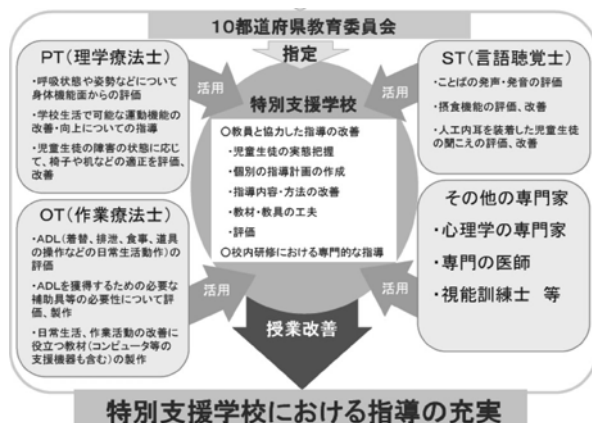 10都道府県教育委員会
指定
PT(理学療法士)
・呼吸状態や姿勢などについて
身体機能面からの評価
・学校生活で可能な運動機能の
改善・向上についての指導
・児童生徒の障害の状態に応じ
て、椅子や机などの適正を評価、
改善
活用
ST(言語聴覚士)
・ことばの発声・発音の評価
・摂食機能の評価、改善
・人工内耳を装着した児童生徒
の聞こえの評価、改善
活用
特別支援学校
○教員と協力した指導の改善
・児童生徒の実態把握
・個別の指導計画の作成
・指導内容・方法の改善
・教材・教具の工夫
・評価
○校内研修における専門的な指導
OT(作業療法士)
・ADL(着替、排泄、食事、道具
の操作などの日常生活動作)の
評価
・ADLを獲得するための必要な
補助具等の必要性について評
価、製作
・日常生活、作業活動の改善に
役立つ教材(コンピュータ等の
支援機器も含む)の製作
活用
その他の専門家
・心理学の専門家
・専門の医師
・視能訓練士 等
活用
授業改善
特別支援学校における指導の充実